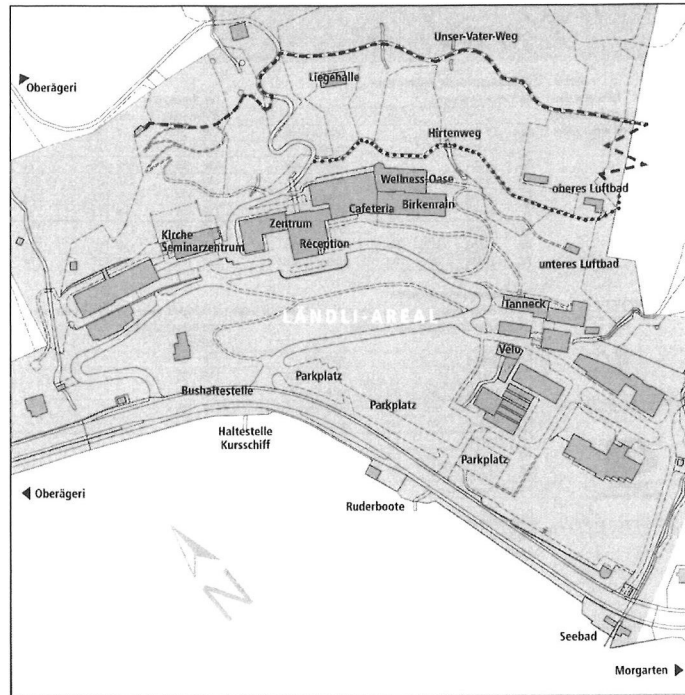 Unser-Vater-Weg
Oberägeri
Liegehalle
Hirtenweg
Wellness-Oase
oberes Luftbad
Cafeteria
Birkenrain
Zentrum
Kirche
Seminarzentrum
Réception
unteres Luftbad
LÄNDLI-AREAL
Tanneck
Velo
Parkplatz
Bushaltestelle
Parkplatz
Haltestelle
Kursschiff
Parkplatz
Oberägeri
Ruderboote
N
Seebad
Morgarten